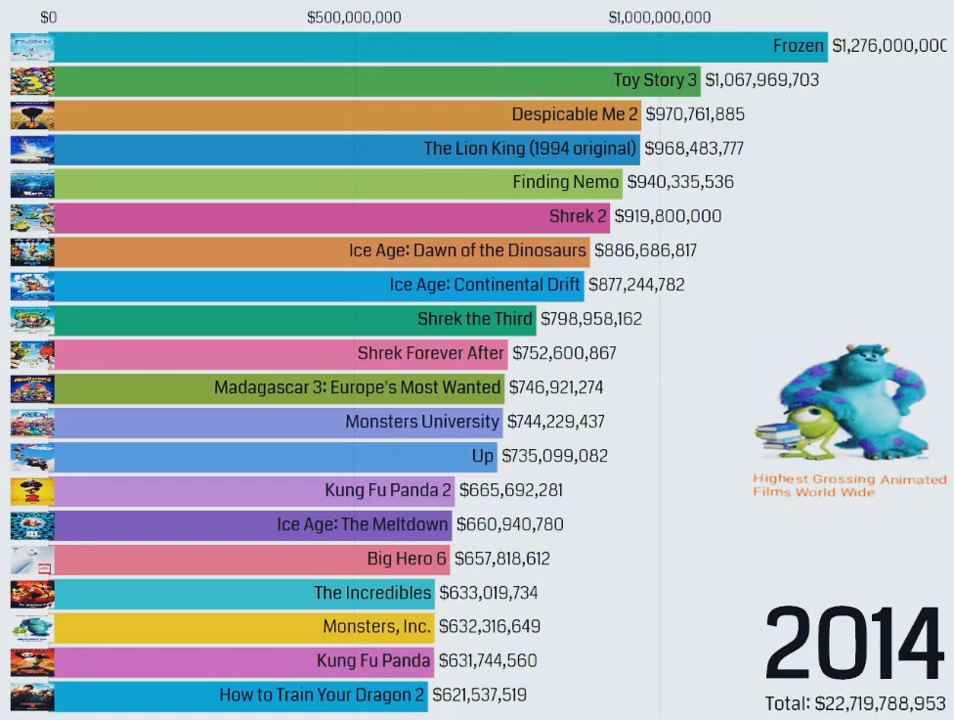 $0 $500,000,000 $1,000,000,000
Frozen $1,276,000,000
Toy Story 3 $1,067,969,703
Despicable Me 2 $970,761,885
The Lion King (1994 original) $968,483,777
Finding Nemo $940,335,536
Shrek 2 $919,800,000
Ice Age: Dawn of the Dinosaurs $886,686,817
Ice Age: Continental Drift $877,244,782
Shrek the Third $798,958,162
Shrek Forever After $752,600,867
Madagascar 3: Europe's Most Wanted $746,921,274
Monsters University $744,229,437
Up $735,099,082
Kung Fu Panda 2 $665,692,281
Highest Grossing Animated
Films World Wide
Ice Age: The Meltdown $660,940,780
Big Hero 6 $657,818,612
The Incredibles $633,019,734
Monsters, Inc. $632,316,649
Kung Fu Panda $631,744,560
How to Train Your Dragon 2 $621,537,519
2014
Total: $22,719,788,953